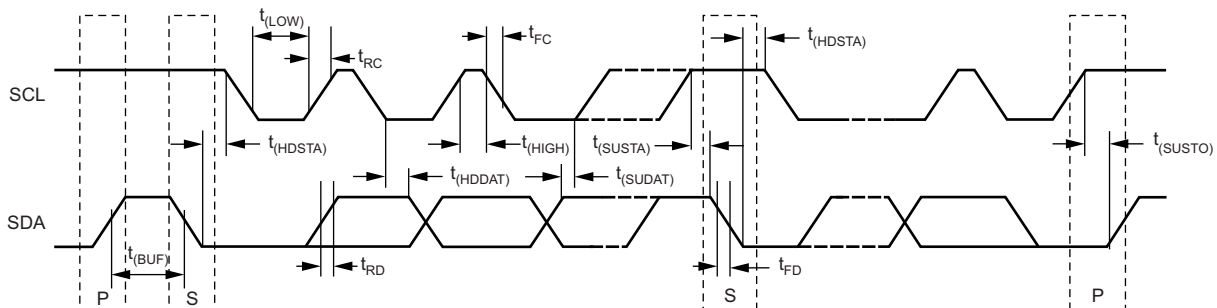 t(LOW)
tRC
tFC
t(HDSTA)
SCL
t(HDSTA)
t(HIGH)
t(SUSTA)
t(SUSTO)
t(HDDAT)
t(SUDAT)
SDA
t(BUF)
tRD
tFD
P
S
S
P